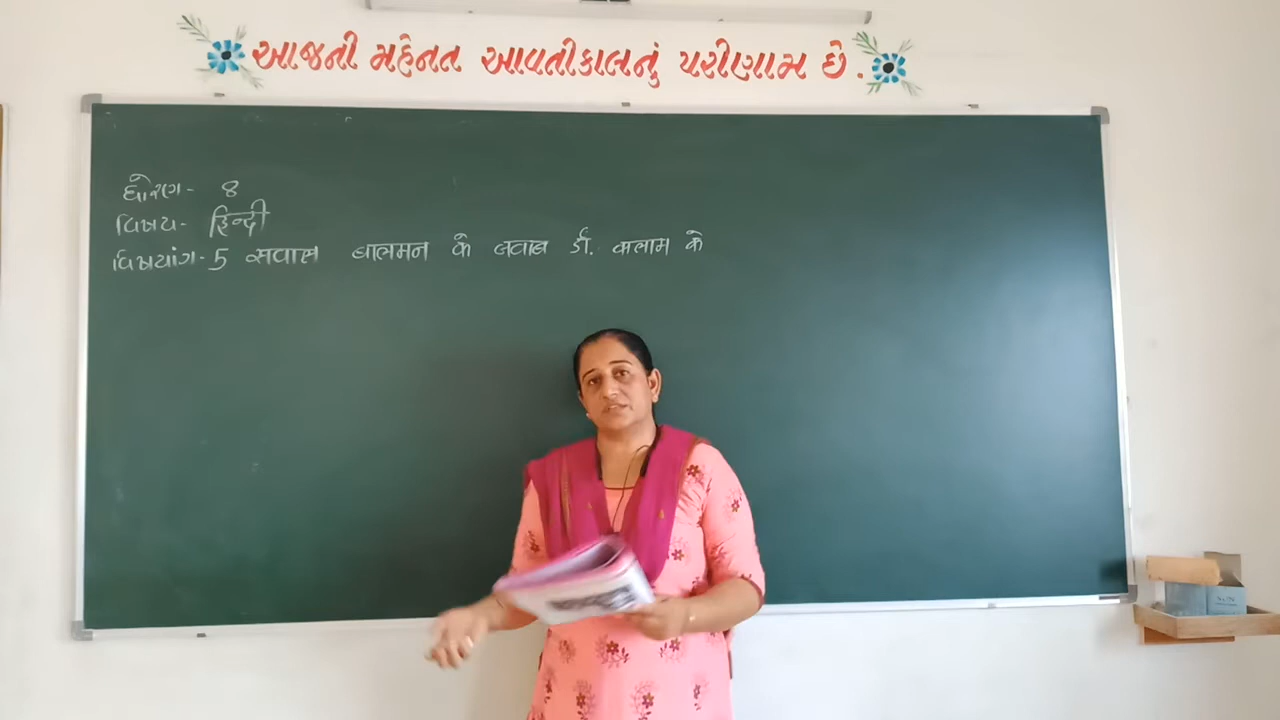 આજની મહેનત આવતીકાલનું પરીણામ છે.
ધોરણ - 8
વિષય - हिन्दी
વિષયાંગ - 5 सवाल बालमन के जवाब डॉ. कलाम के